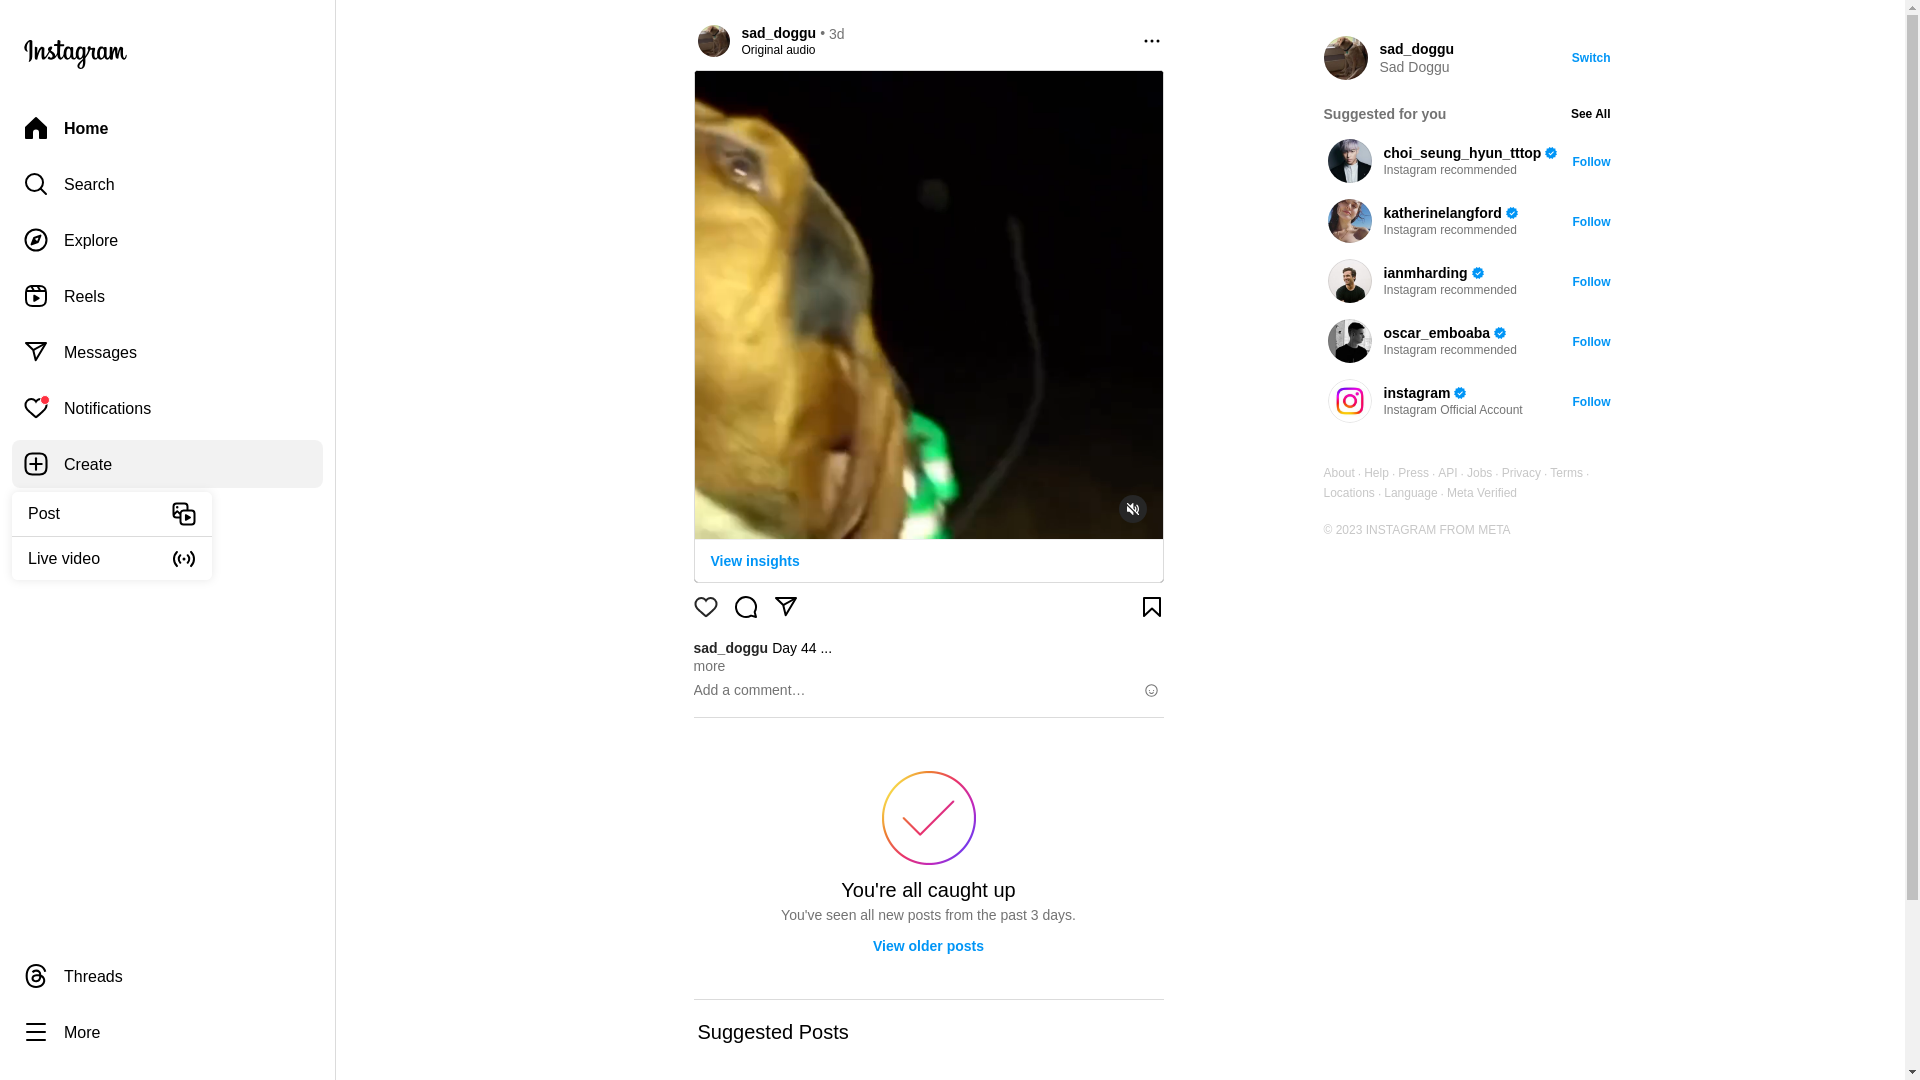 Instagram
Home
Search
Explore
Reels
Messages
Notifications
Create
Post
Live video
Threads
More
sad_doggu • 3d
Original audio
View insights
sad_doggu Day 44 ...
more
Add a comment…
You're all caught up
You've seen all new posts from the past 3 days.
View older posts
Suggested Posts
sad_doggu
Sad Doggu
Switch
Suggested for you
See All
choi_seung_hyun_tttop
Instagram recommended
Follow
katherinelangford
Instagram recommended
Follow
ianmharding
Instagram recommended
Follow
oscar_emboaba
Instagram recommended
Follow
instagram
Instagram Official Account
Follow
About · Help · Press · API · Jobs · Privacy · Terms ·
Locations · Language · Meta Verified
© 2023 INSTAGRAM FROM META